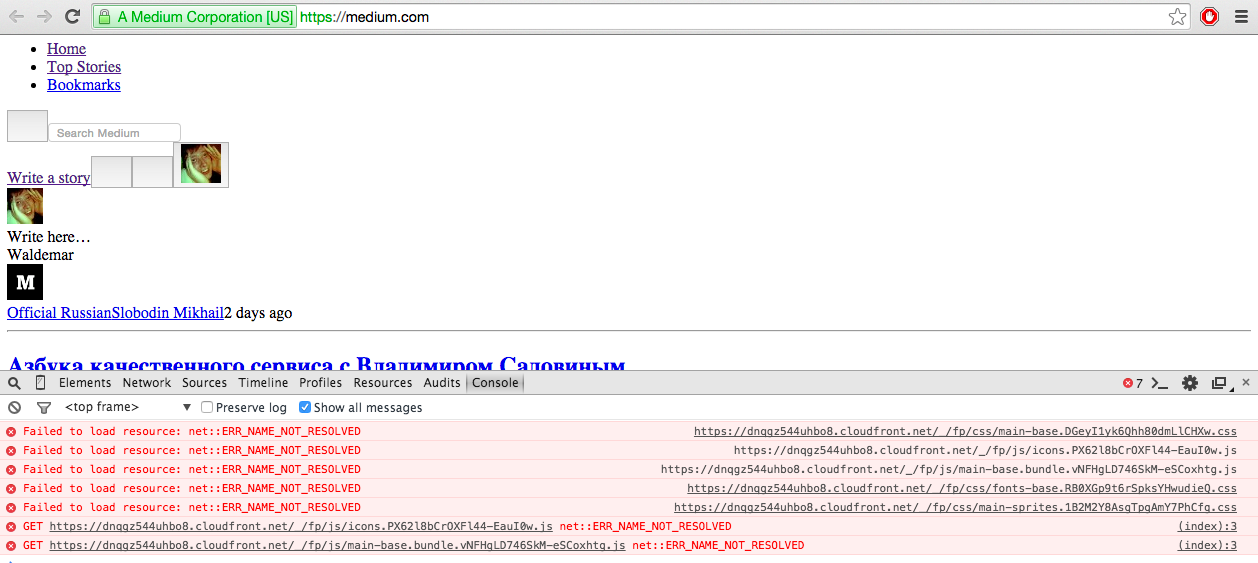 A Medium Corporation [US] https://medium.com
Home
Top Stories
Bookmarks
Search Medium
Write a story
Write here…
Waldemar
M
Official RussianSlobodin Mikhail2 days ago
Азбука качественного сервиса с Владимиром Садовиным
Elements Network Sources Timeline Profiles Resources Audits Console 7
<top frame> Preserve log Show all messages
Failed to load resource: net::ERR_NAME_NOT_RESOLVED https://dnqgz544uhbo8.cloudfront.net/_/fp/css/main-base.DGeyI1yk6Qhh80dmLlCHXw.css
Failed to load resource: net::ERR_NAME_NOT_RESOLVED https://dnqgz544uhbo8.cloudfront.net/_/fp/js/icons.PX62l8bCrOXFl44-EauI0w.js
Failed to load resource: net::ERR_NAME_NOT_RESOLVED https://dnqgz544uhbo8.cloudfront.net/_/fp/js/main-base.bundle.vNFHgLD746SkM-eSCoxhtg.js
Failed to load resource: net::ERR_NAME_NOT_RESOLVED https://dnqgz544uhbo8.cloudfront.net/_/fp/css/fonts-base.RB0XGp9t6rSpksYHwudieQ.css
Failed to load resource: net::ERR_NAME_NOT_RESOLVED https://dnqgz544uhbo8.cloudfront.net/_/fp/css/main-sprites.1B2M2Y8AsgTpgAmY7PhCfg.css
GET https://dnqgz544uhbo8.cloudfront.net/_/fp/js/icons.PX62l8bCrOXFl44-EauI0w.js net::ERR_NAME_NOT_RESOLVED (index):3
GET https://dnqgz544uhbo8.cloudfront.net/_/fp/js/main-base.bundle.vNFHgLD746SkM-eSCoxhtg.js net::ERR_NAME_NOT_RESOLVED (index):3